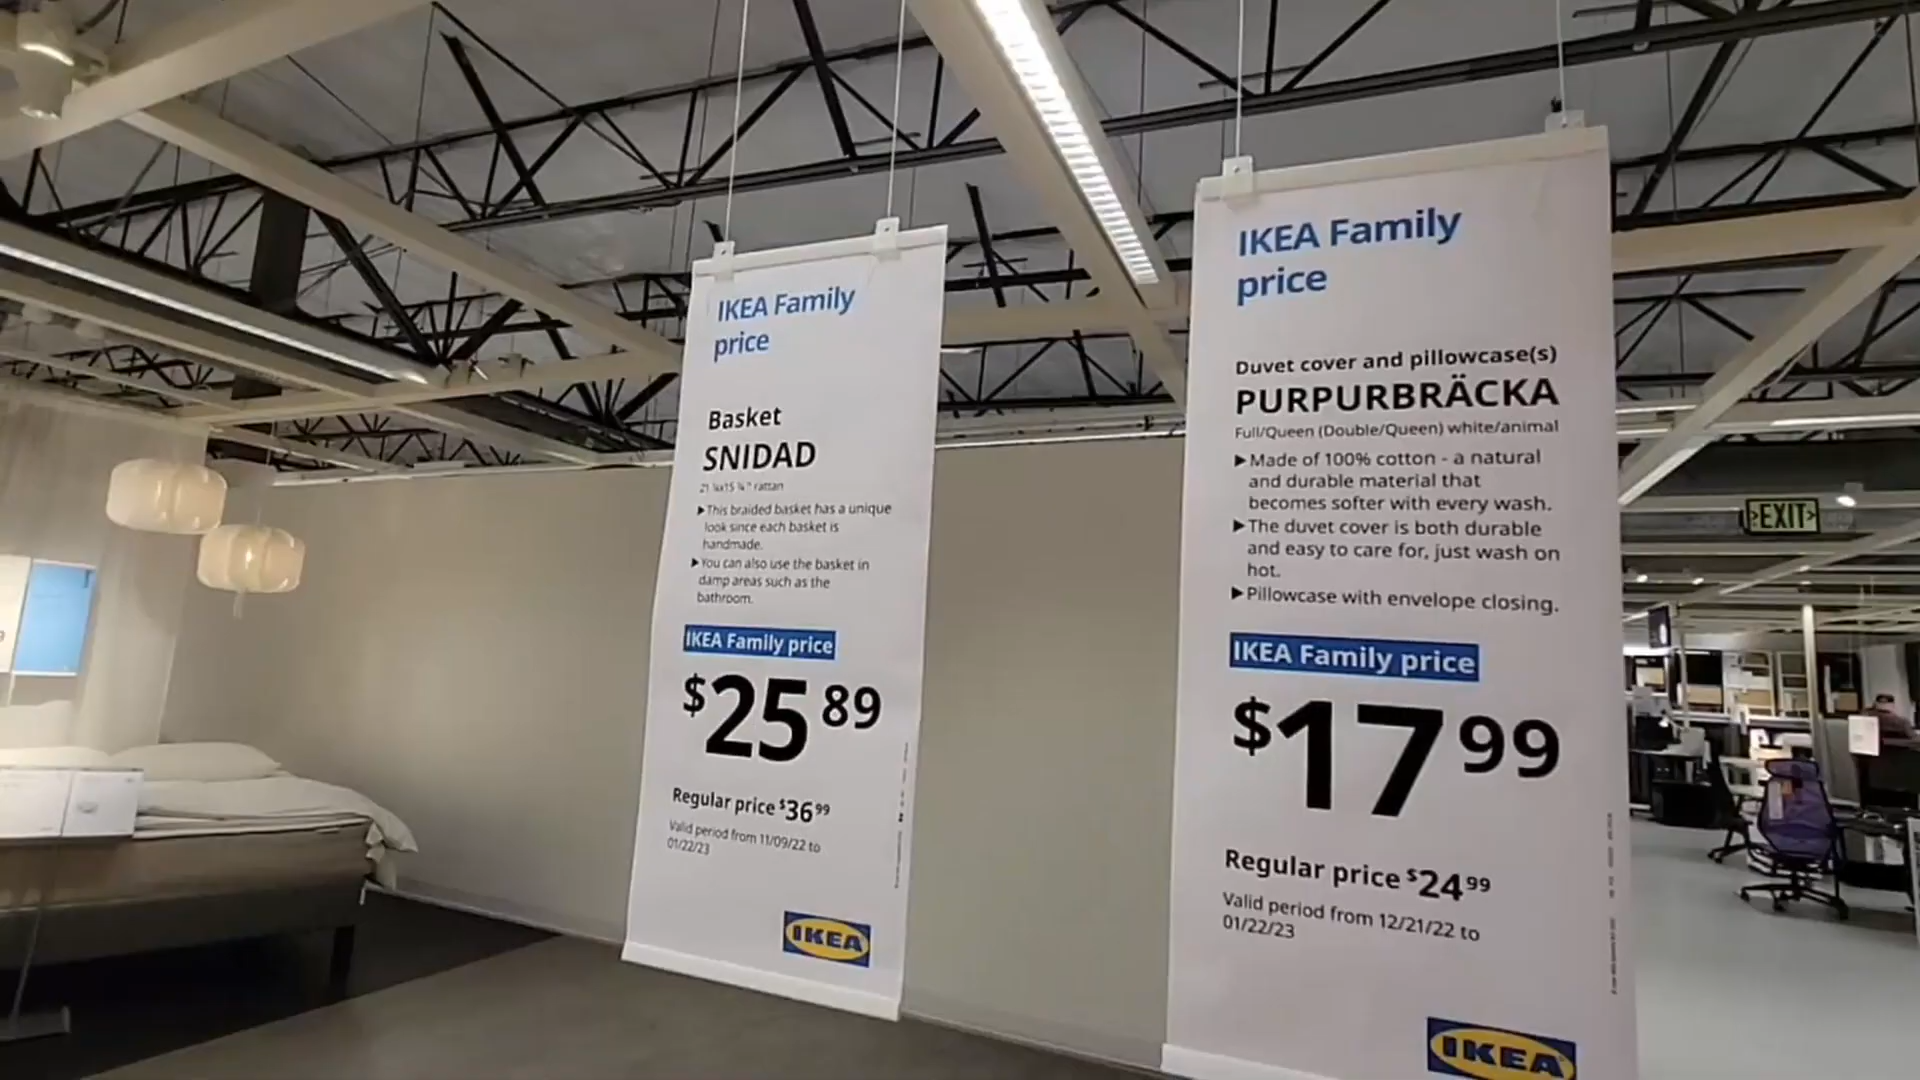 IKEA Family
price
Basket
SNIDAD
rattan
▶This braided basket has a unique
look since each basket is
handmade.
▶You can also use the basket in
damp areas such as the
bathroom.
IKEA Family price
$25 89
Regular price $36 99
Valid period from 11/09/22 to
01/22/23
IKEA
IKEA Family
price
Duvet cover and pillowcase(s)
PURPURBRÄCKA
Full/Queen (Double/Queen) white/animal
▶Made of 100% cotton - a natural
and durable material that
becomes softer with every wash.
▶The duvet cover is both durable
and easy to care for, just wash on
hot.
▶Pillowcase with envelope closing.
IKEA Family price
$17 99
Regular price $24 99
Valid period from 12/21/22 to
01/22/23
IKEA
EXIT